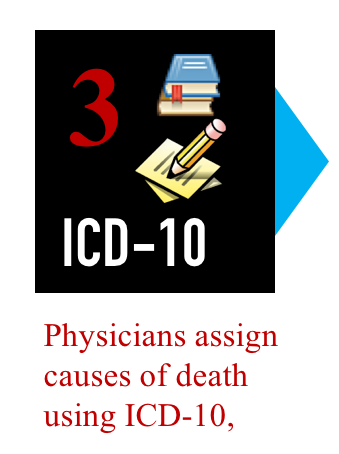 3
ICD-10
Physicians assign
causes of death
using ICD-10,